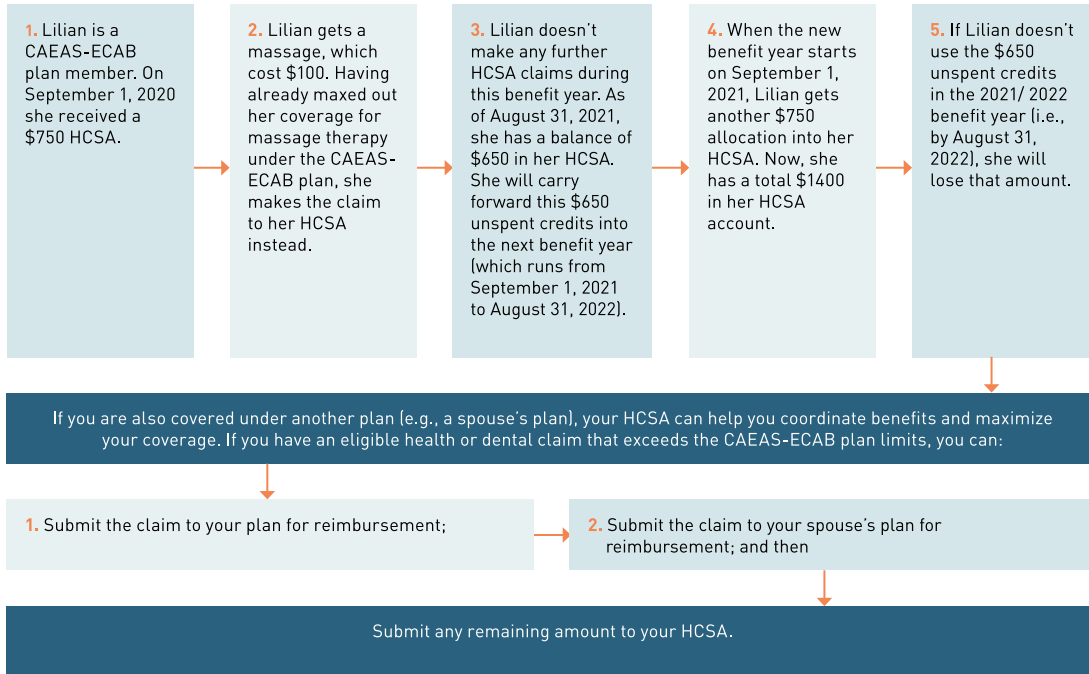 1. Lilian is a
CAEAS-ECAB
plan member. On
September 1, 2020
she received a
$750 HCSA.
2. Lilian gets a
massage, which
cost $100. Having
already maxed out
her coverage for
massage therapy
under the CAEAS-
ECAB plan, she
makes the claim
to her HCSA
instead.
3. Lilian doesn’t
make any further
HCSA claims during
this benefit year. As
of August 31, 2021,
she has a balance of
$650 in her HCSA.
She will carry
forward this $650
unspent credits into
the next benefit year
(which runs from
September 1, 2021
to August 31, 2022).
4. When the new
benefit year starts
on September 1,
2021, Lilian gets
another $750
allocation into her
HCSA. Now, she
has a total $1400
in her HCSA
account.
5. If Lilian doesn’t
use the $650
unspent credits
in the 2021/ 2022
benefit year (i.e.,
by August 31,
2022), she will
lose that amount.
If you are also covered under another plan (e.g., a spouse’s plan), your HCSA can help you coordinate benefits and maximize
your coverage. If you have an eligible health or dental claim that exceeds the CAEAS-ECAB plan limits, you can:
1. Submit the claim to your plan for reimbursement;
2. Submit the claim to your spouse’s plan for
reimbursement; and then
Submit any remaining amount to your HCSA.